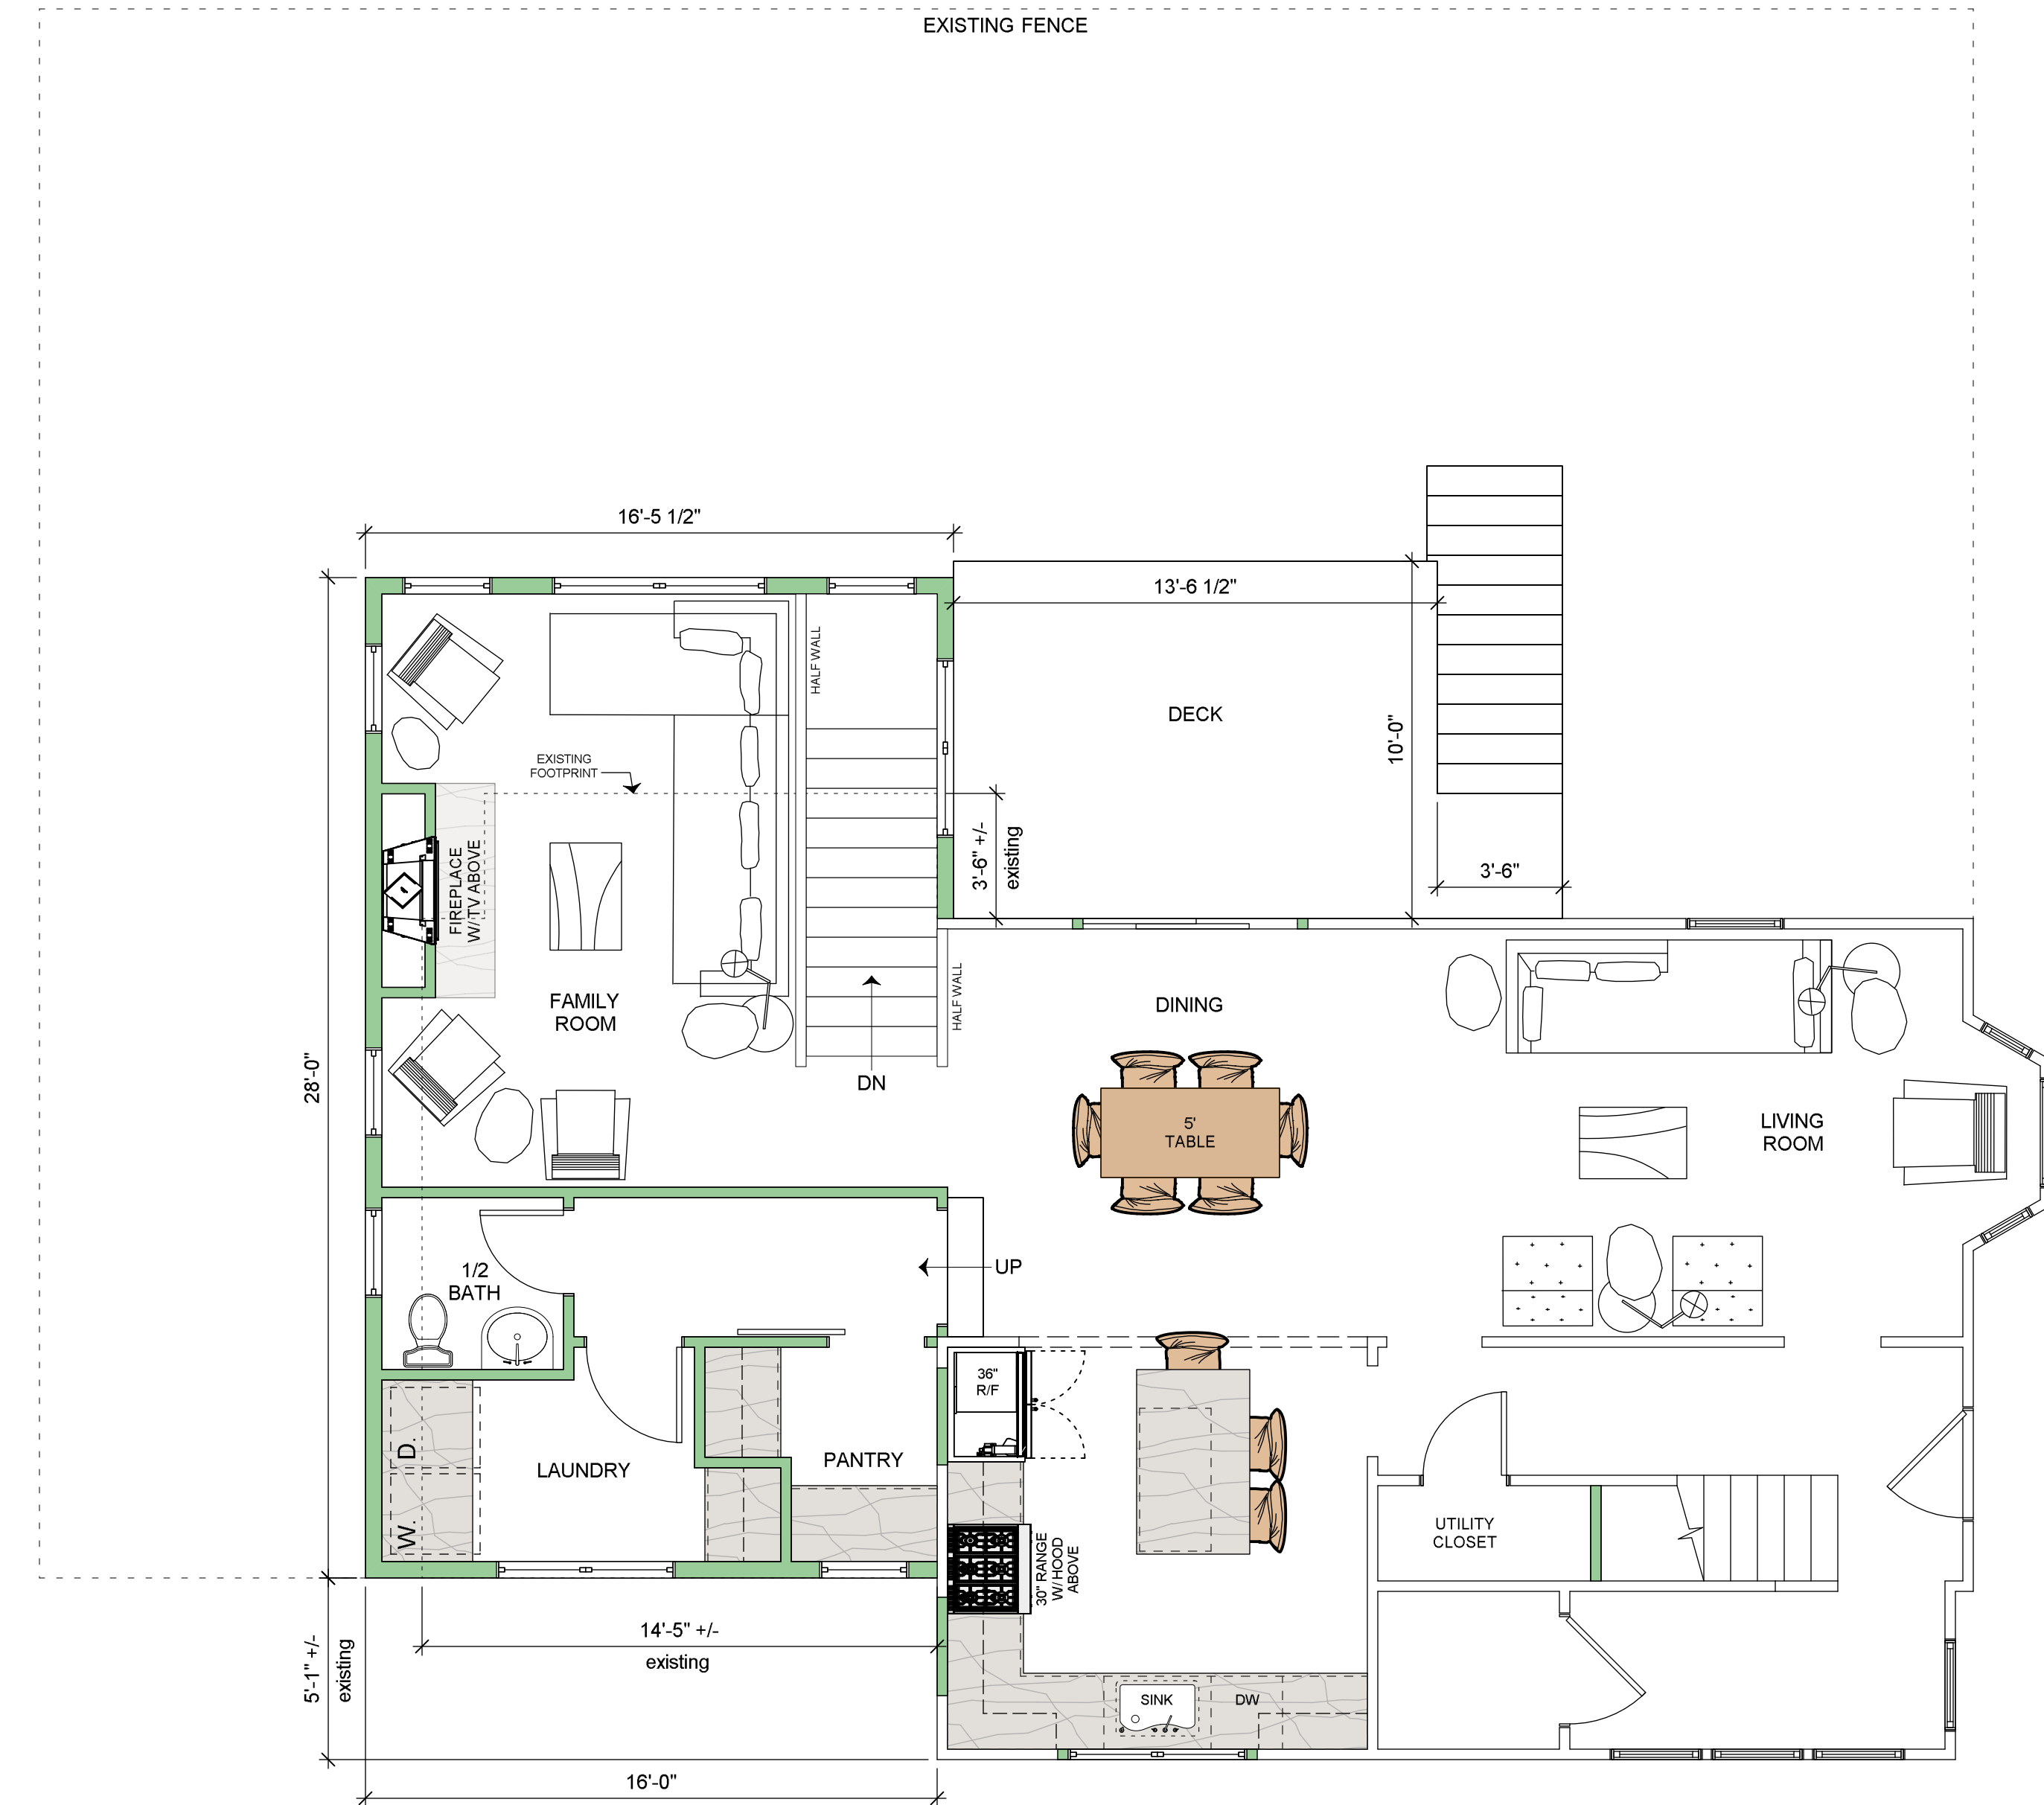 EXISTING FENCE
16'-5 1/2"
13'-6 1/2"
HALF WALL
DECK
10'-0"
EXISTING
FOOTPRINT
3'-6" +/-
existing
3'-6"
FIREPLACE
W/TV ABOVE
FAMILY
ROOM
HALF WALL
DINING
28'-0"
DN
5'
TABLE
LIVING
ROOM
1/2
BATH
UP
36"
R/F
D.
W.
LAUNDRY
PANTRY
UTILITY
CLOSET
30" RANGE
W/HOOD
ABOVE
14'-5" +/-
existing
5'-1" +/-
existing
SINK
DW
16'-0"